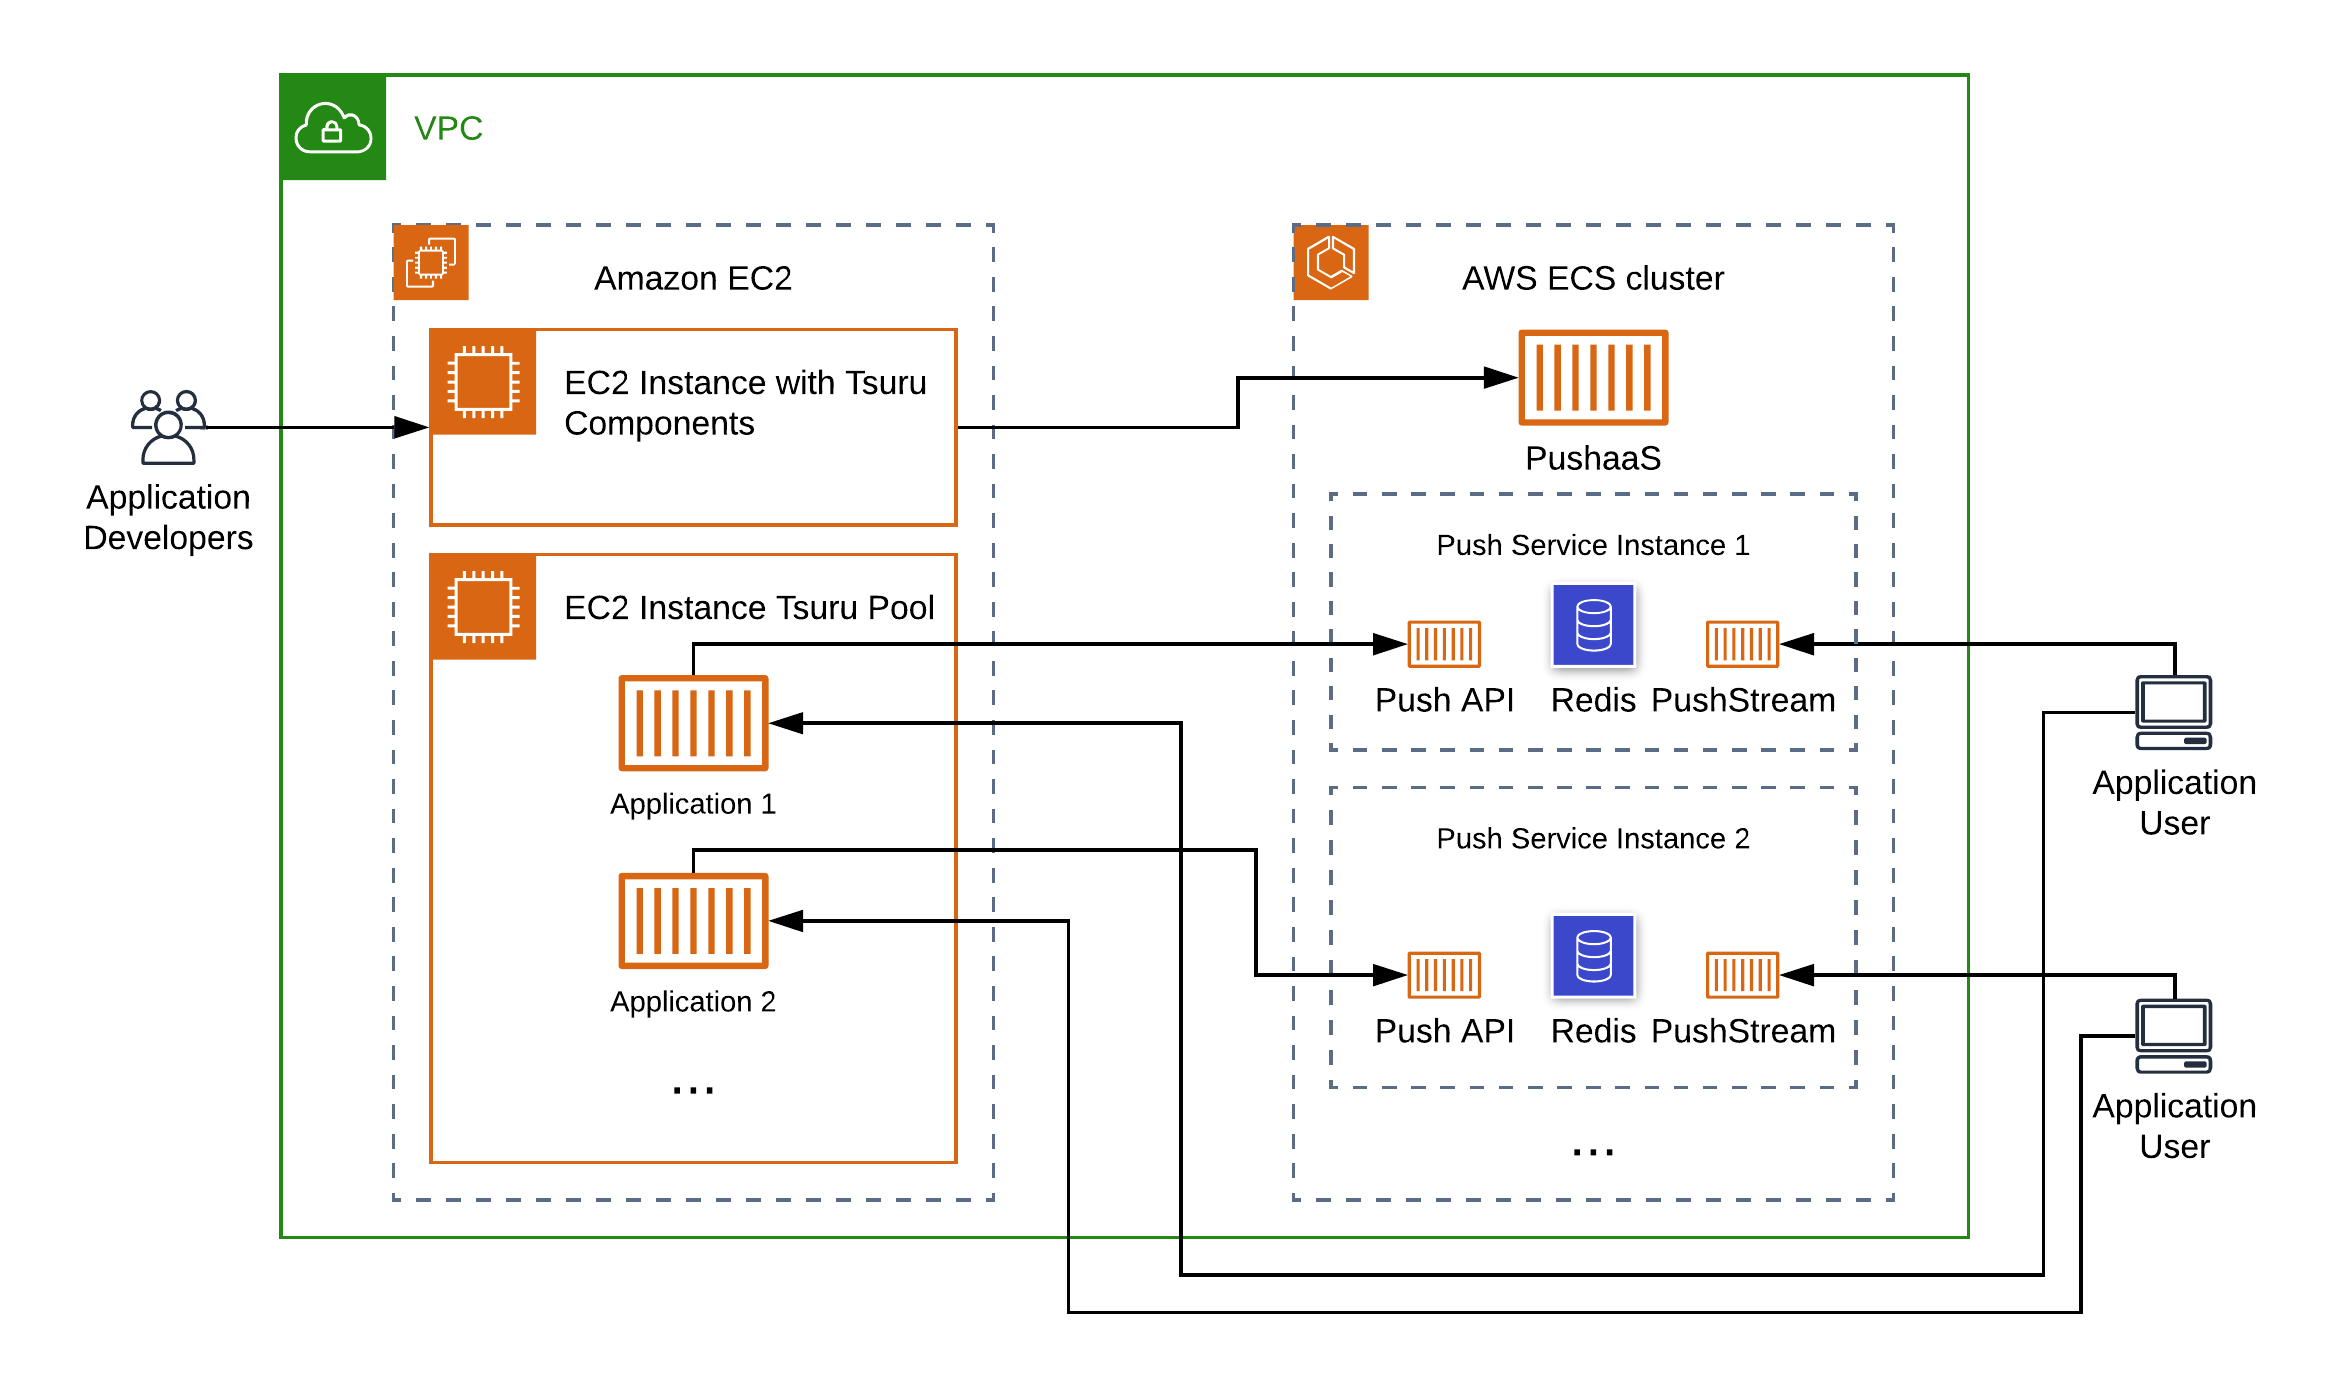 VPC
Amazon EC2
AWS ECS cluster
EC2 Instance with Tsuru
Components
PushaaS
Application
Developers
Push Service Instance 1
EC2 Instance Tsuru Pool
Push API
Redis
PushStream
Application 1
Application
User
Push Service Instance 2
Application 2
Push API
Redis
PushStream
...
Application
User
...